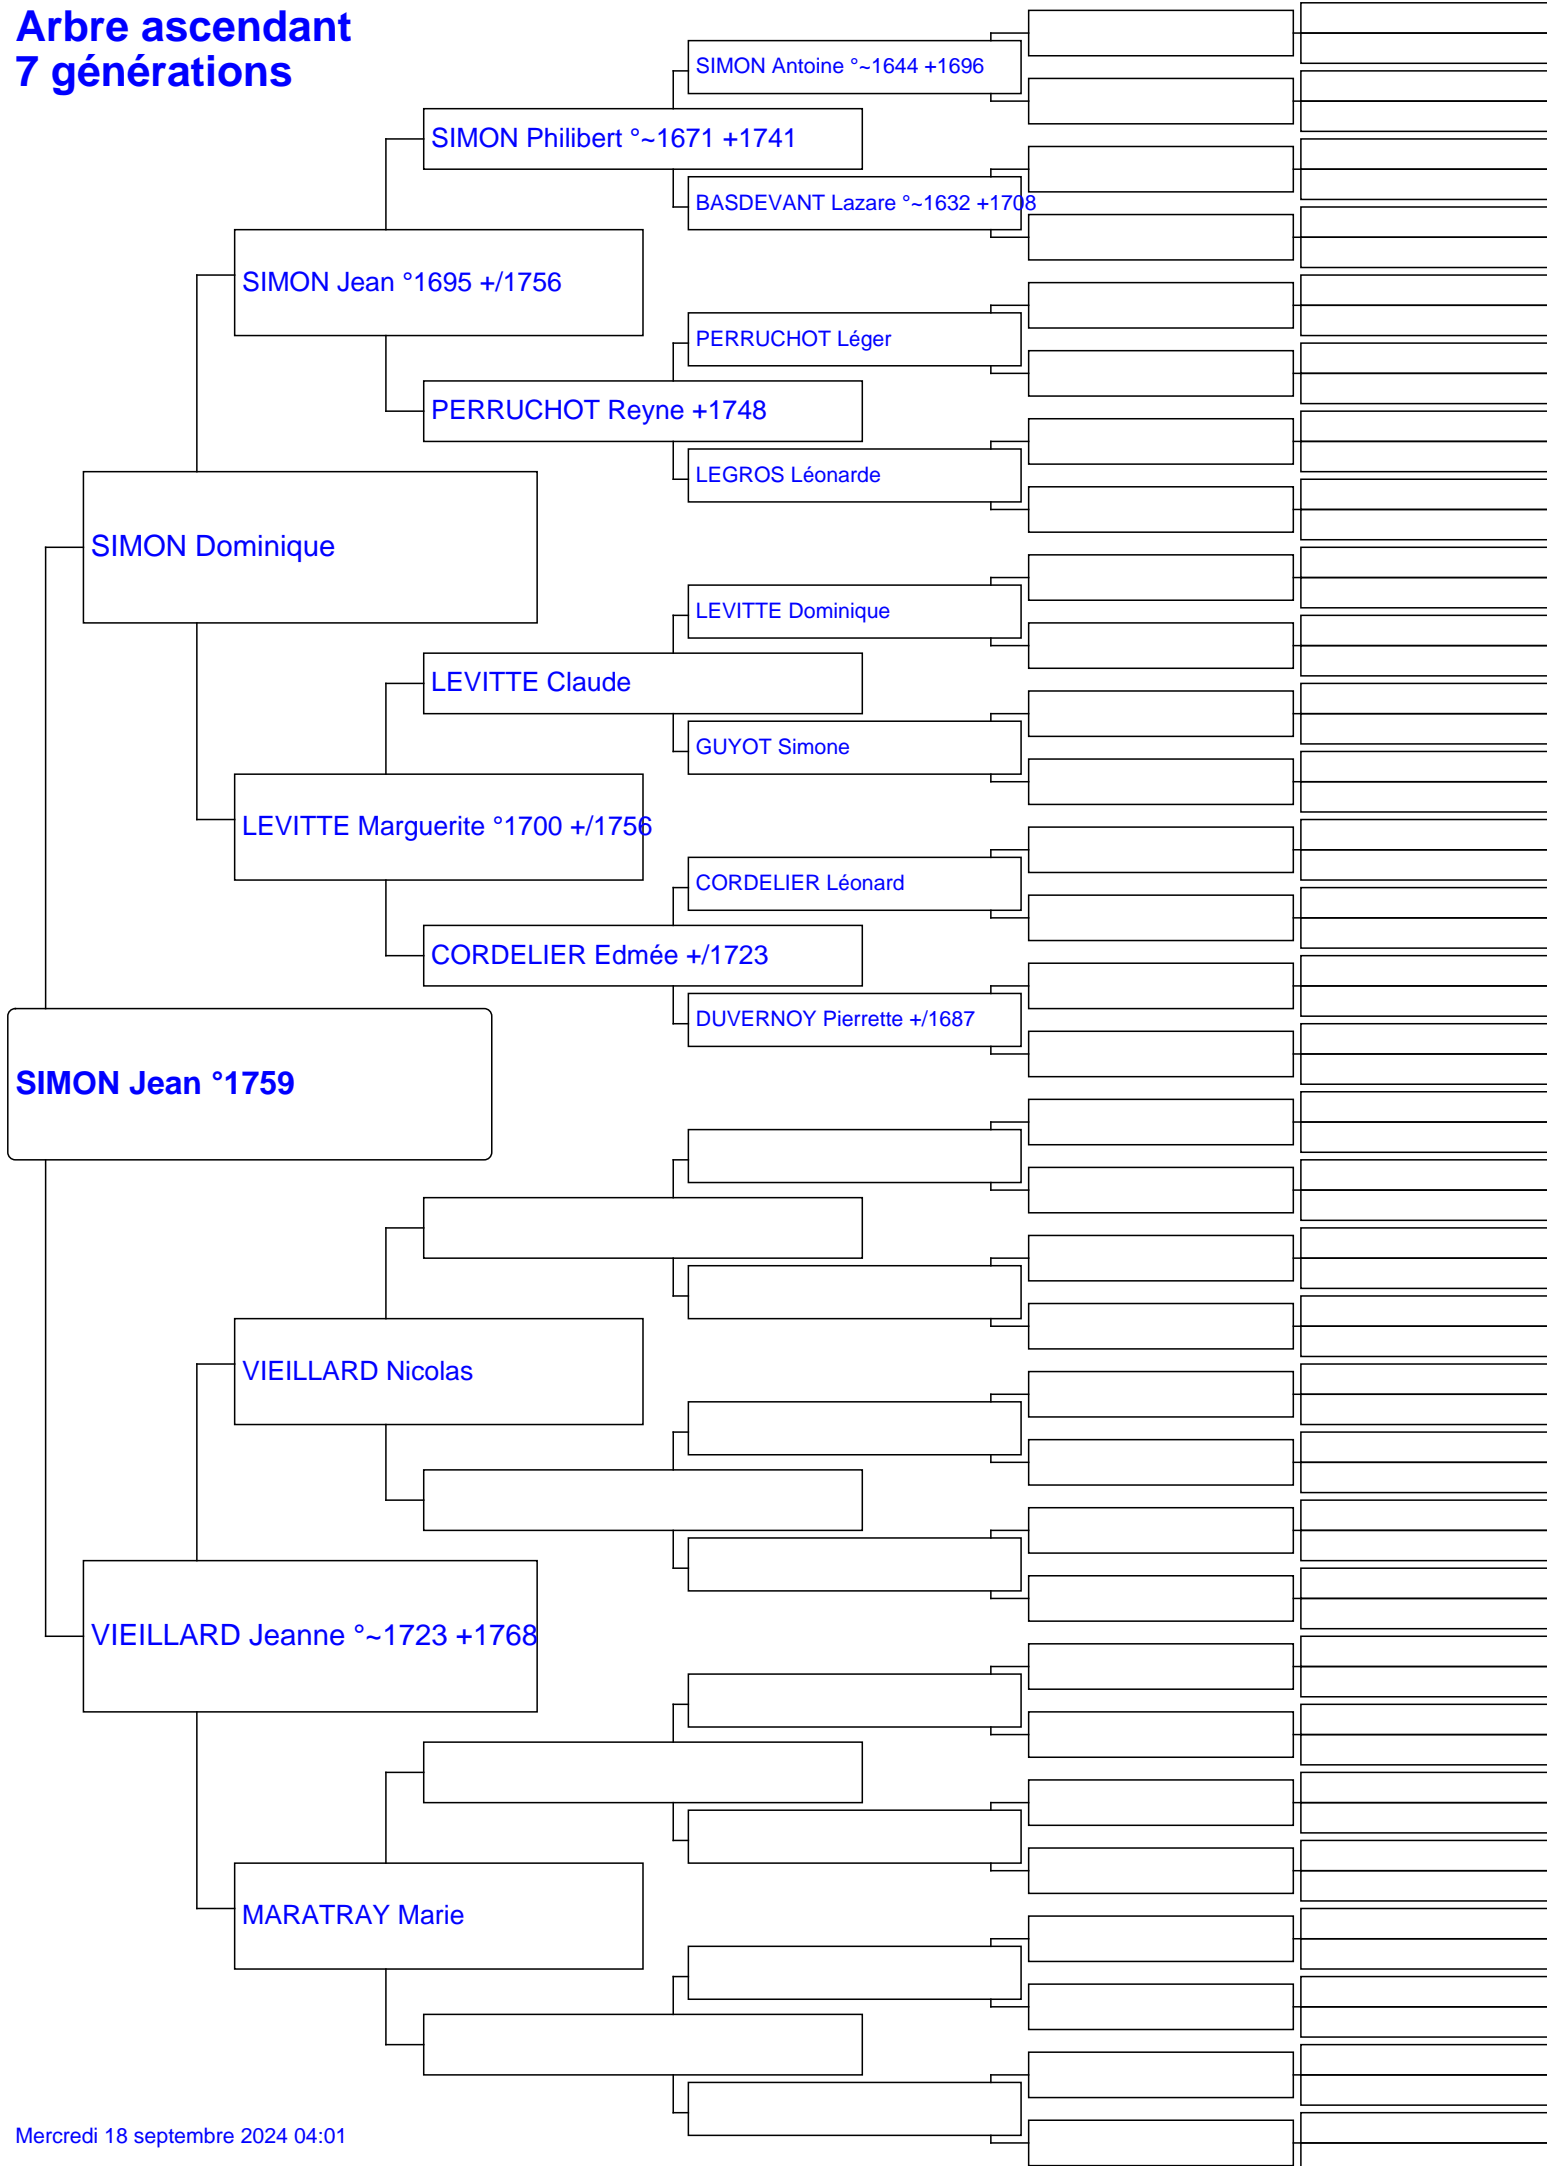 Arbre ascendant
7 générations
SIMON Antoine °~1644 +1696
SIMON Philibert °~1671 +1741
BASDEVANT Lazare °~1632 +1708
SIMON Jean °1695 +/1756
PERRUCHOT Léger
PERRUCHOT Reyne +1748
LEGROS Léonarde
SIMON Dominique
LEVITTE Dominique
LEVITTE Claude
GUYOT Simone
LEVITTE Marguerite °1700 +/1756
CORDELIER Léonard
CORDELIER Edmée +/1723
DUVERNOY Pierrette +/1687
SIMON Jean °1759
VIEILLARD Nicolas
VIEILLARD Jeanne °~1723 +1768
MARATRAY Marie
Mercredi 18 septembre 2024 04:01